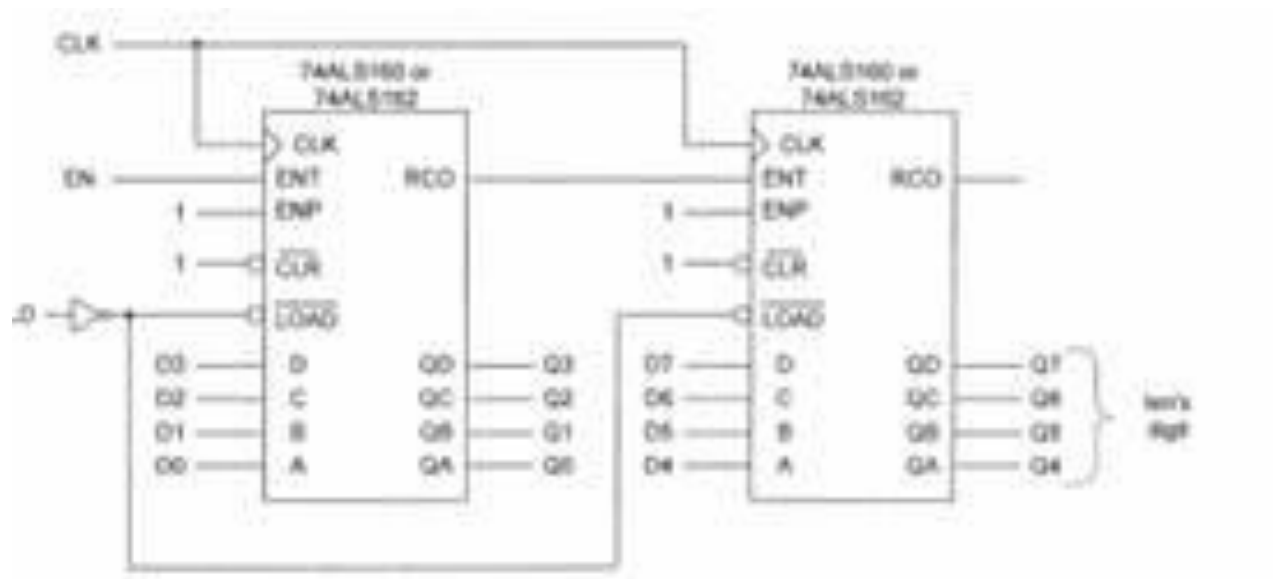 CLK
74ALS160 or
74ALS162
74ALS160 or
74ALS162
CLK
CLK
EN
ENT
RCO
ENT
RCO
1
ENP
1
ENP
1
CLR
1
CLR
LOAD
LOAD
D3
D
QD
Q3
D7
D
QD
Q7
D2
C
QC
Q2
D6
C
QC
Q6
D1
B
QB
Q1
D5
B
QB
Q5
D0
A
QA
Q0
D4
A
QA
Q4
ten's
digit